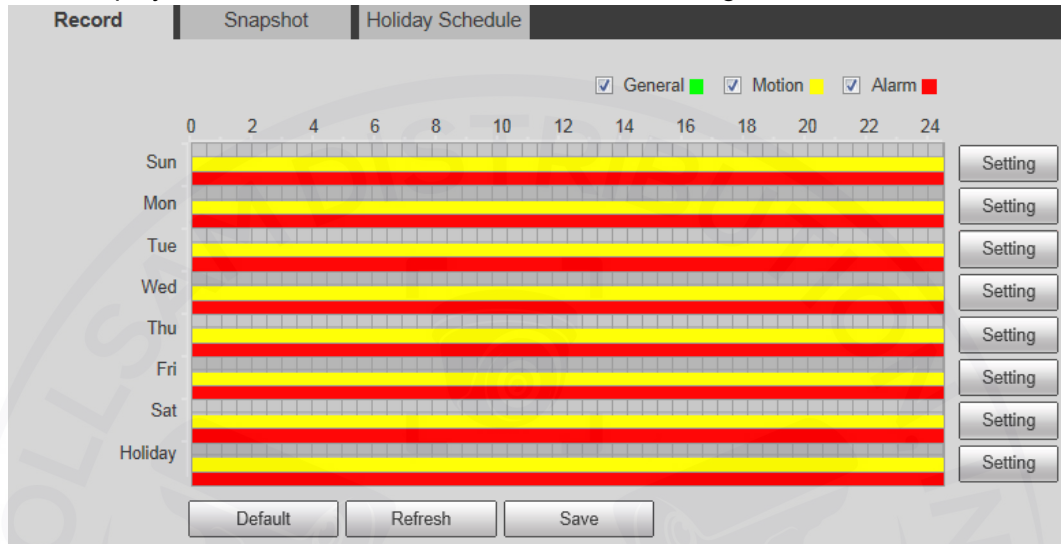 Record Snapshot Holiday Schedule
General Motion Alarm
0 2 4 6 8 10 12 14 16 18 20 22 24
Sun Setting
Mon Setting
Tue Setting
Wed Setting
Thu Setting
Fri Setting
Sat Setting
Holiday Setting
Default Refresh Save